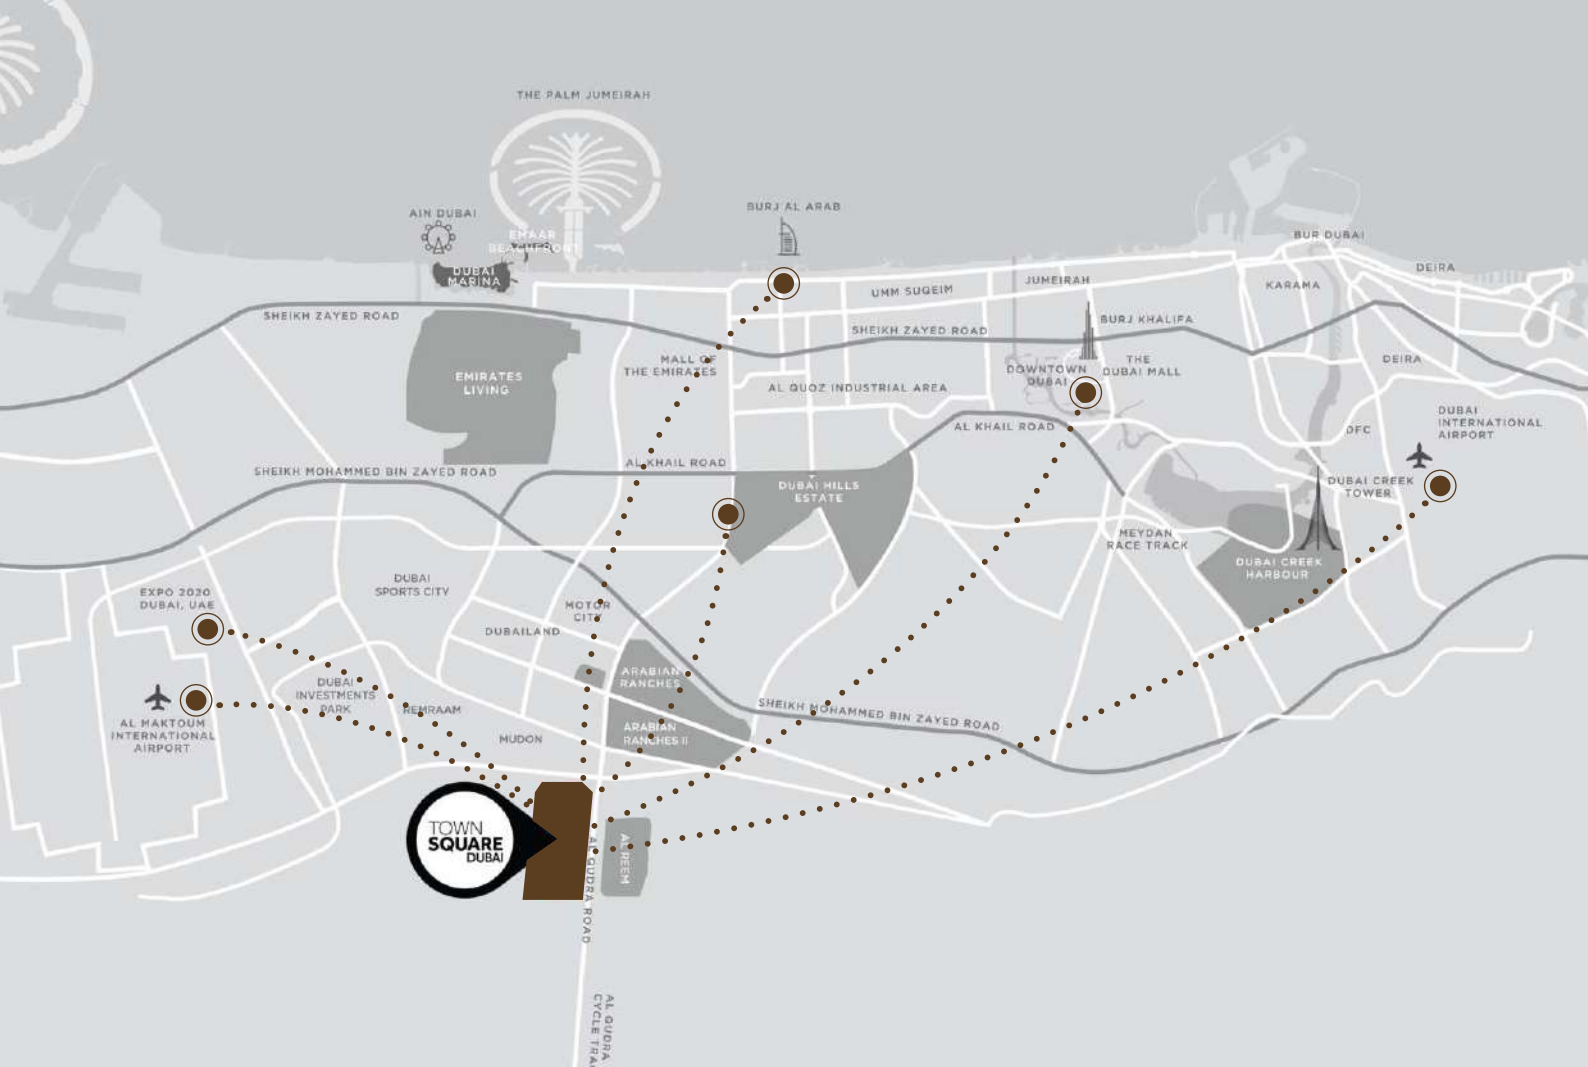 THE PALM JUMEIRAH
AIN DUBAI
EMAAR
BEACHFRONT
DUBAI
MARINA
BURJ AL ARAB
BUR DUBAI
DEIRA
KARAMA
UMM SUQEIM
JUMEIRAH
SHEIKH ZAYED ROAD
SHEIKH ZAYED ROAD
BURJ KHALIFA
MALL OF
THE EMIRATES
EMIRATES
LIVING
AL QUOZ INDUSTRIAL AREA
DOWNTOWN
DUBAI
THE
DUBAI MALL
DEIRA
DUBAI
INTERNATIONAL
AIRPORT
AL KHAIL ROAD
DFC
SHEIKH MOHAMMED BIN ZAYED ROAD
AL KHAIL ROAD
DUBAI HILLS
ESTATE
DUBAI CREEK
TOWER
MEYDAN
RACE TRACK
DUBAI CREEK
HARBOUR
EXPO 2020
DUBAI, UAE
DUBAI
SPORTS CITY
MOTOR
CITY
DUBAILAND
ARABIAN
RANCHES
DUBAI
INVESTMENTS
PARK
REMRAAM
AL MAKTOUM
INTERNATIONAL
AIRPORT
MUDON
ARABIAN
RANCHES II
SHEIKH MOHAMMED BIN ZAYED ROAD
TOWN
SQUARE
DUBAI
AL REEM
AL QUDRA ROAD
AL QUDRA
CYCLE TRA